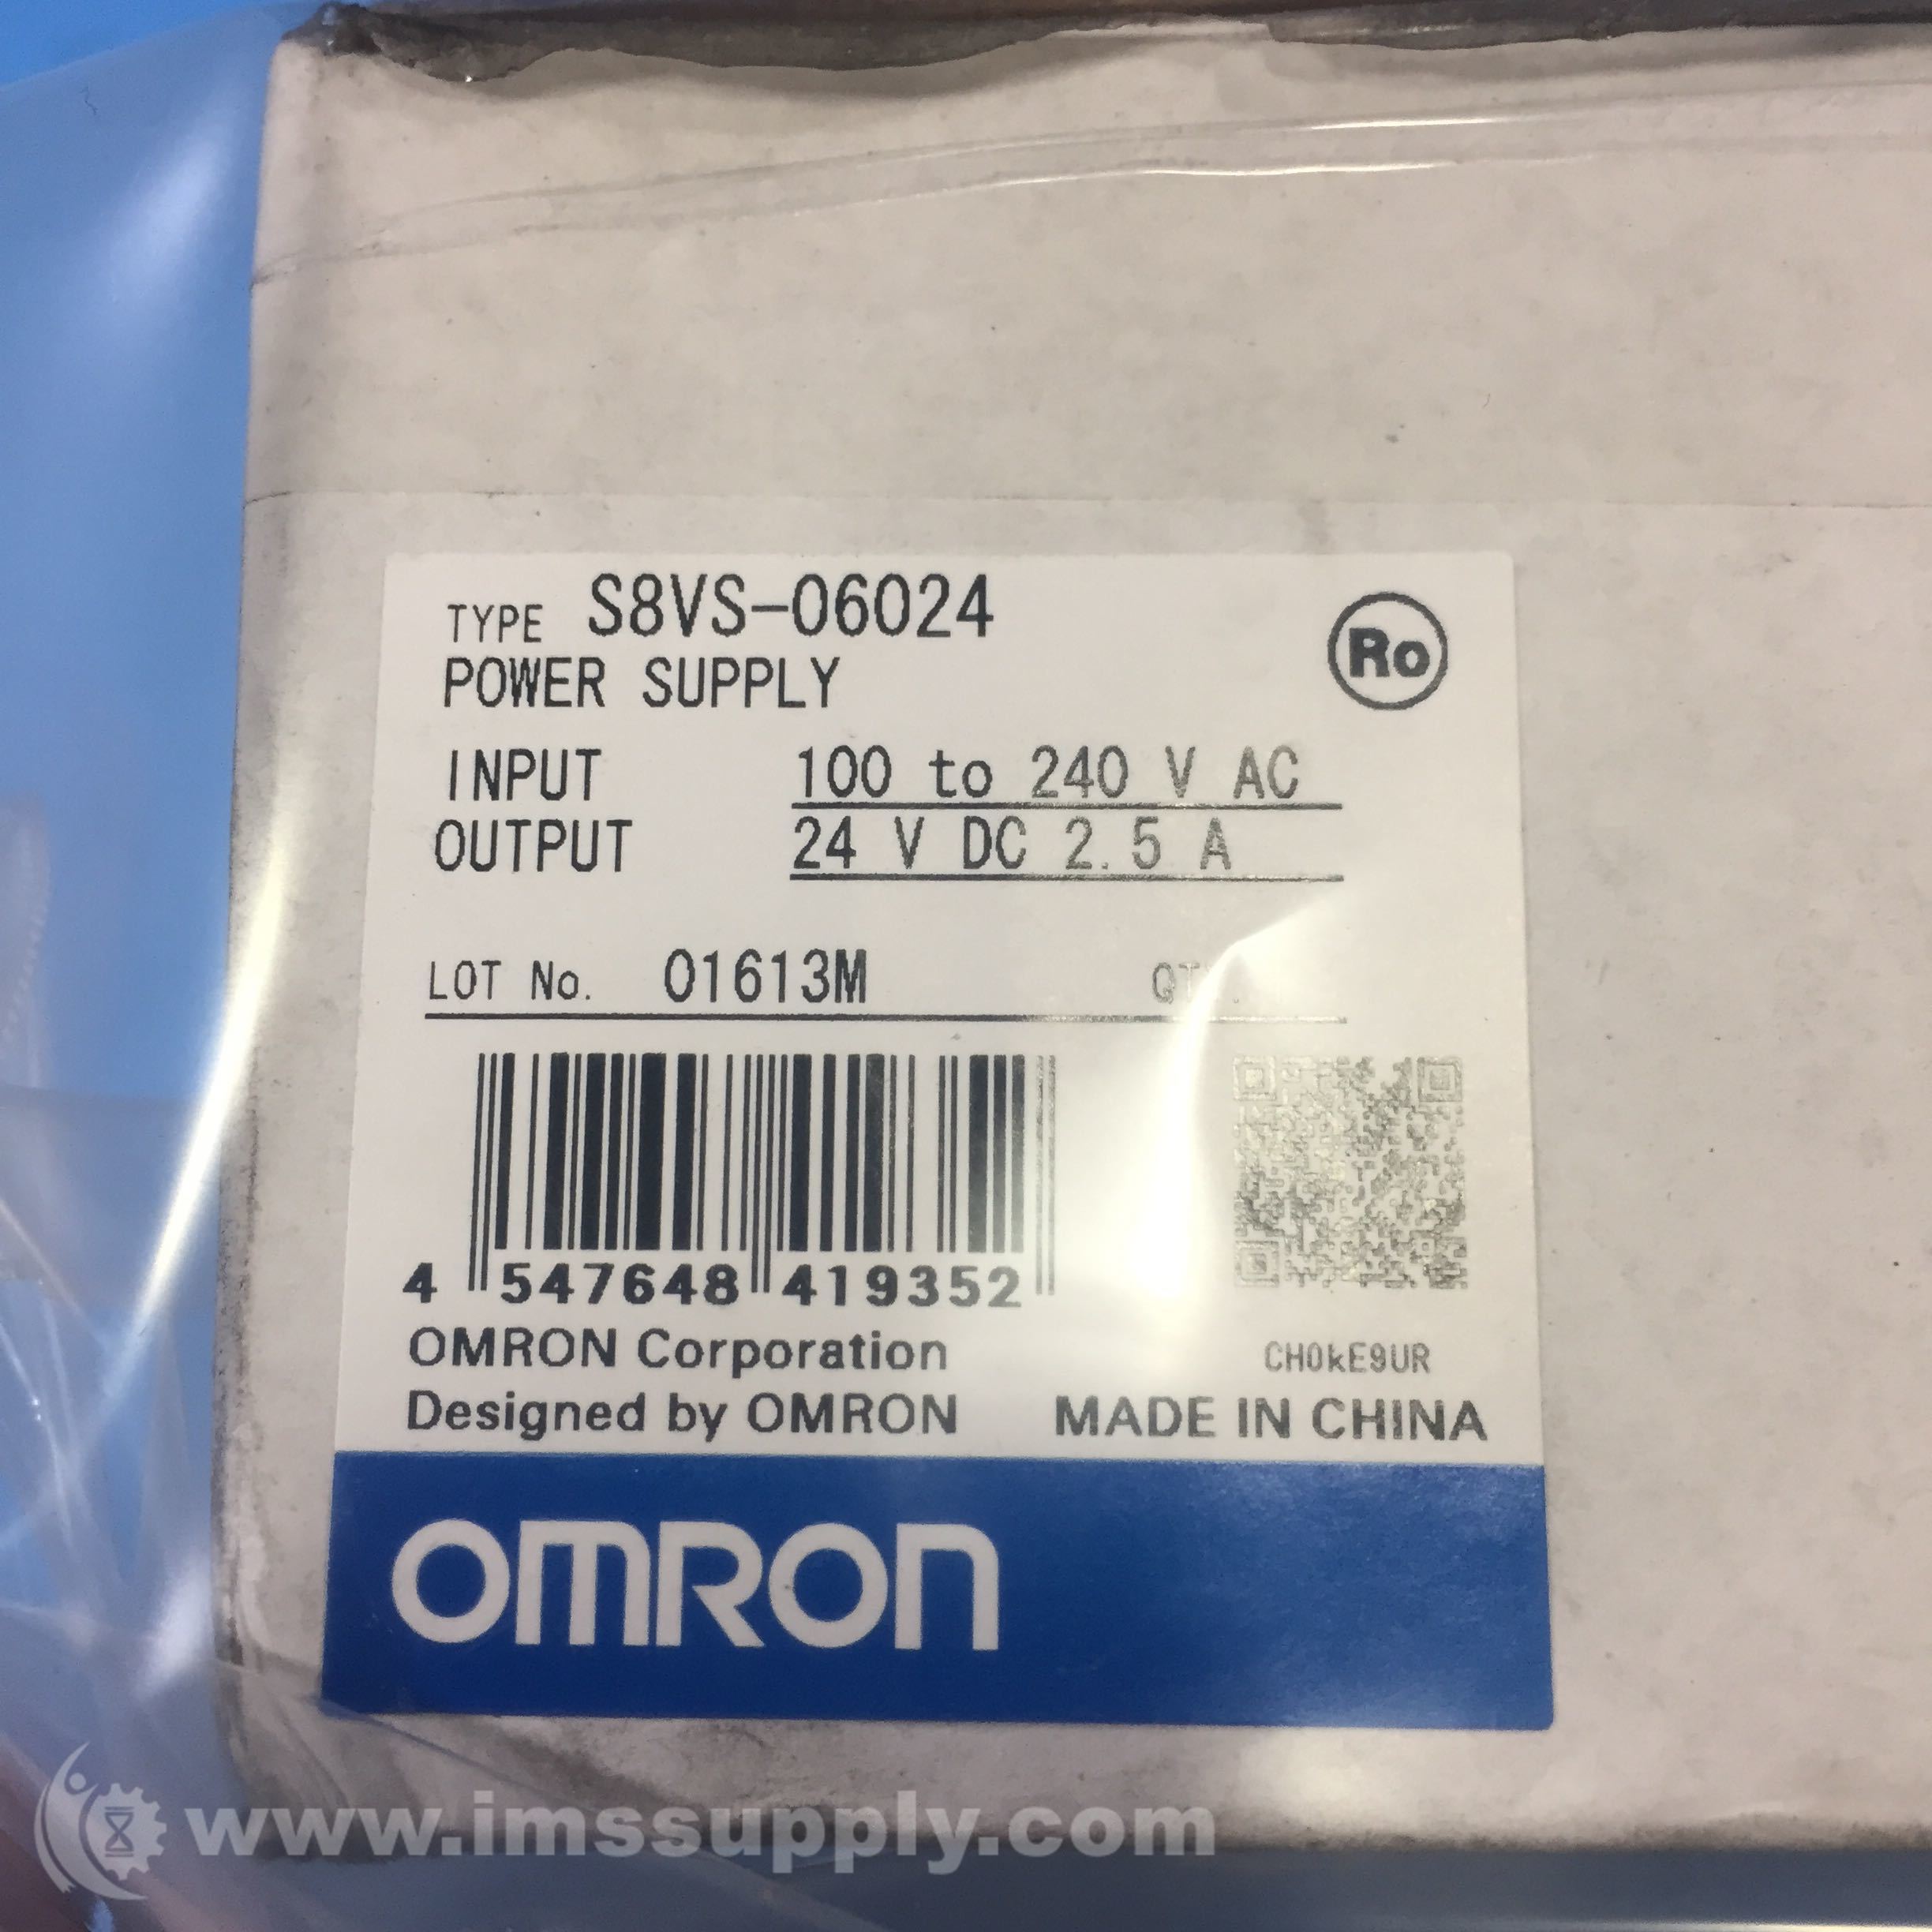 TYPE S8VS-06024
POWER SUPPLY
Ro
INPUT 100 to 240 V AC
OUTPUT 24 V DC 2.5 A
LOT No. 01613M
4 547648 419352
OMRON Corporation
CH0kE9UR
Designed by OMRON MADE IN CHINA
OMRON
www.imssupply.com